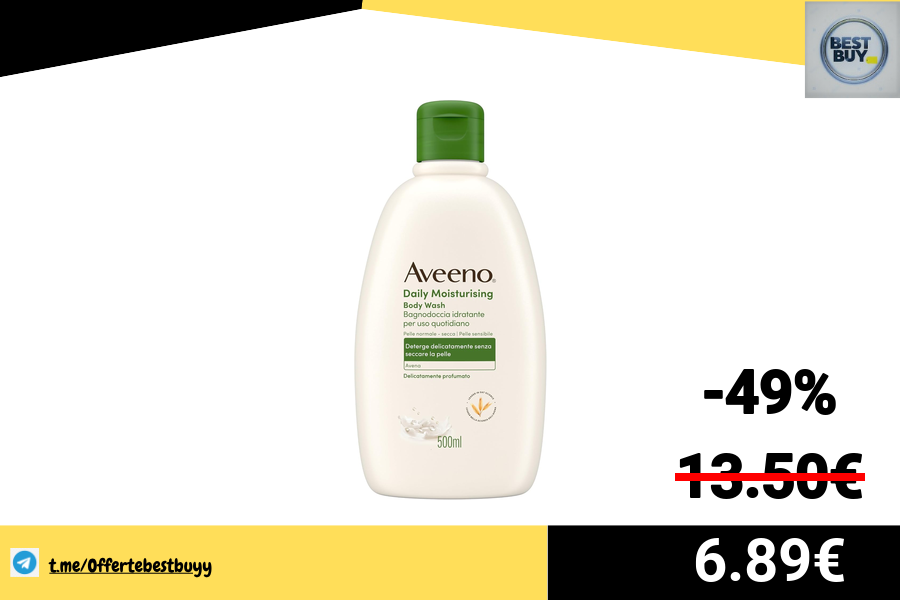 BEST
BUY
Aveeno®
Daily Moisturising
Body Wash
Bagnodoccia idratante
per uso quotidiano
Pelle normale - secca | Pelle sensibile
Deterge delicatamente senza
seccare la pelle
Avena
Delicatamente profumato
500ml
-49%
13.50€
t.me/Offertebestbuyy
6.89€